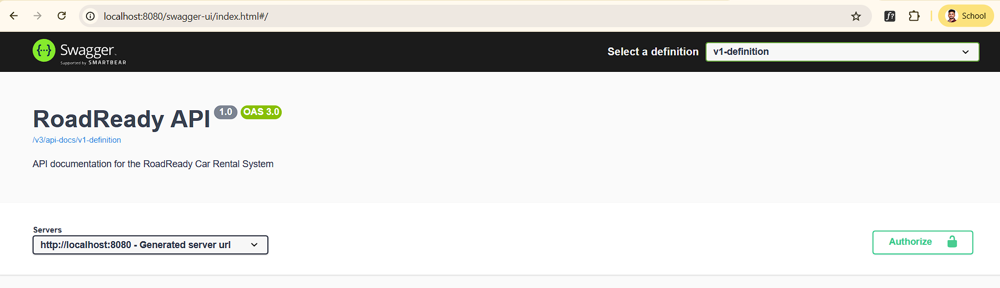 localhost:8080/swagger-ui/index.html#/
f?
School
{···} Swagger
Supported by SMARTBEAR
Select a definition
v1-definition
RoadReady API 1.0 OAS 3.0
/v3/api-docs/v1-definition
API documentation for the RoadReady Car Rental System
Servers
http://localhost:8080 - Generated server url
Authorize